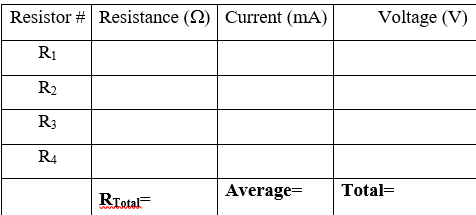 Resistor # Resistance (Ω) Current (mA) Voltage (V)
R1
R2
R3
R4
RTotal= Average= Total=